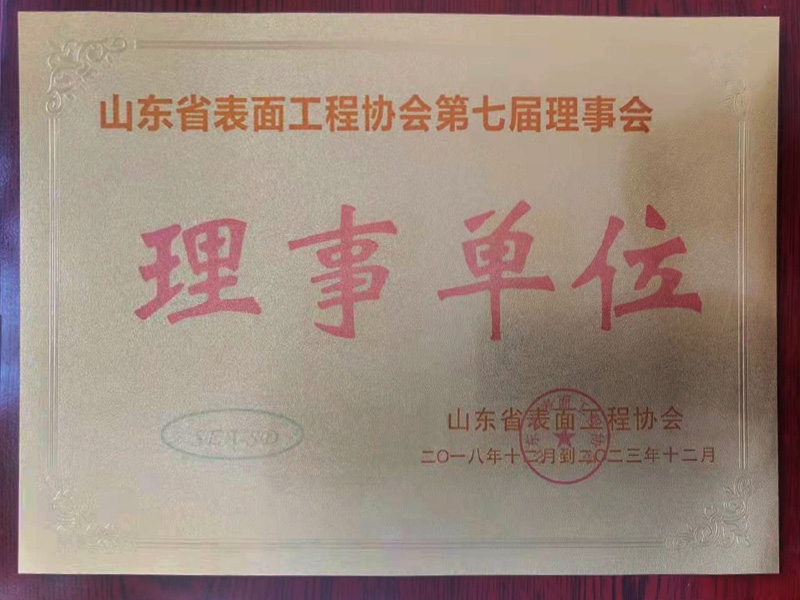 山东省表面工程协会第七届理事会
理事单位
SEA-SD
山东省表面工程协会
二〇一八年十二月到二〇二三年十二月